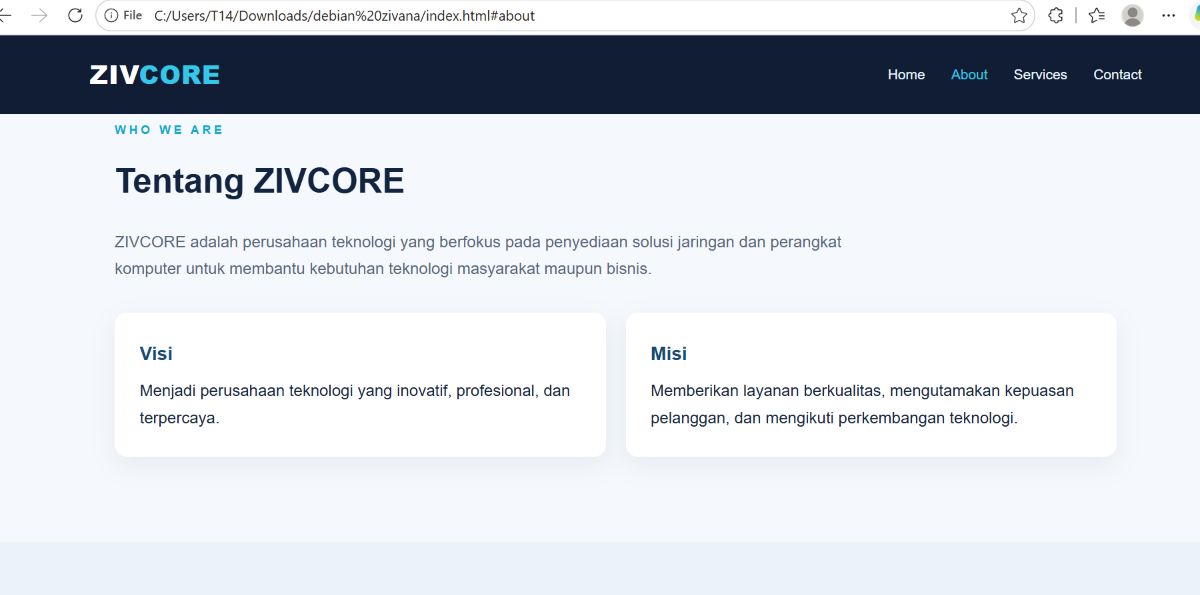 File C:/Users/T14/Downloads/debian%20zivana/index.html#about
ZIVCORE
Home About Services Contact
WHO WE ARE
Tentang ZIVCORE
ZIVCORE adalah perusahaan teknologi yang berfokus pada penyediaan solusi jaringan dan perangkat
komputer untuk membantu kebutuhan teknologi masyarakat maupun bisnis.
Visi
Menjadi perusahaan teknologi yang inovatif, profesional, dan
terpercaya.
Misi
Memberikan layanan berkualitas, mengutamakan kepuasan
pelanggan, dan mengikuti perkembangan teknologi.